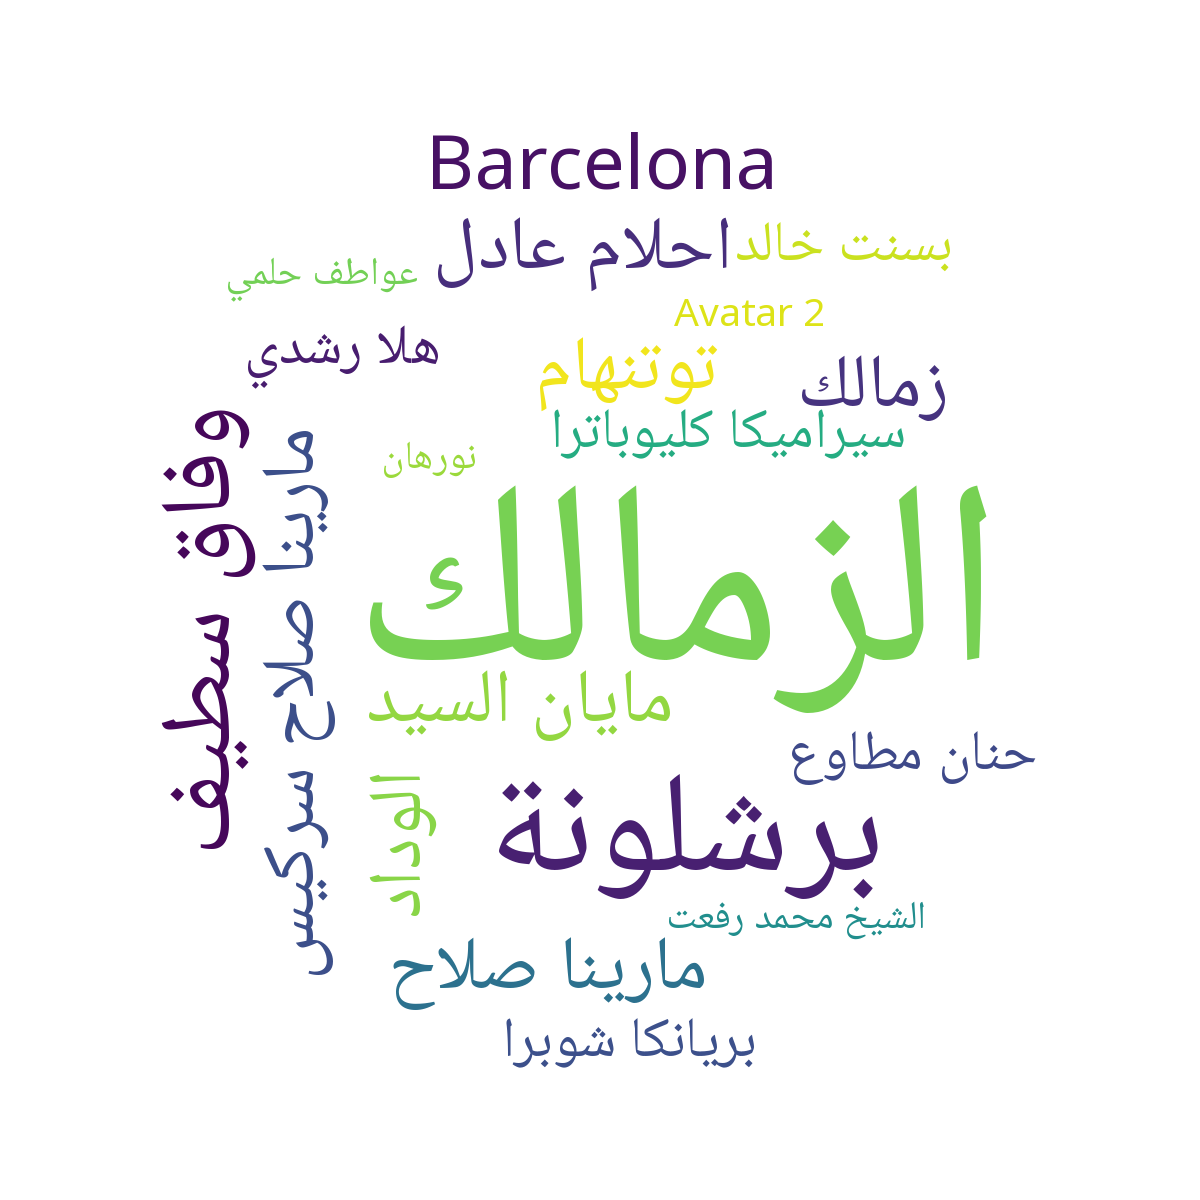 Barcelona
احلام عادل
بسنت خالد
عواطف حلمي
Avatar 2
هلا رشدي
توتنهام
زمالك
سيراميكا كليوباترا
نورهان
وفاق سطيف
مارينا صلاح سركيس
الزمالك
مايان السيد
حنان مطاوع
الوداد
برشلونة
الشيخ محمد رفعت
مارينا صلاح
بريانكا شوبرا